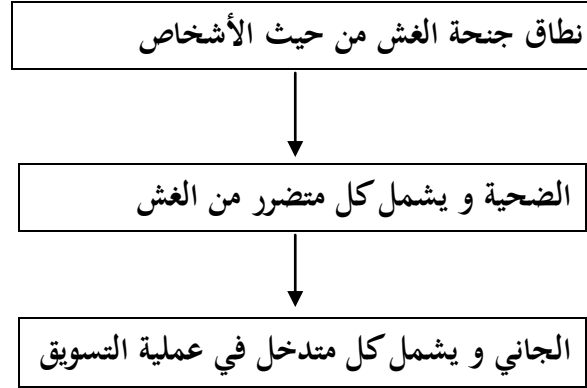 نطاق جنحة الغش من حيث الأشخاص
الضحية و يشمل كل متضرر من الغش
الجاني و يشمل كل متدخل في عملية التسويق